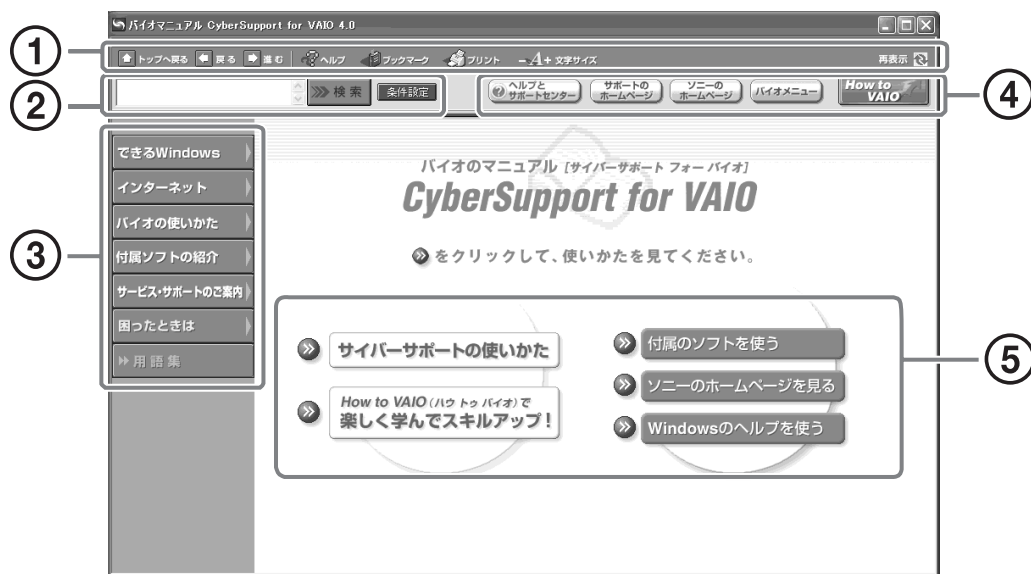 バイオマニュアル CyberSupport for VAIO 4.0
①
トップへ戻る 戻る 進む ヘルプ ブックマーク プリント -A+ 文字サイズ 再表示
②
検索 条件設定
ヘルプと
サポートセンター
サポートの
ホームページ
ソニーの
ホームページ
バイオメニュー
How to
VAIO
④
③
できるWindows
インターネット
バイオの使いかた
付属ソフトの紹介
サービス・サポートのご案内
困ったときは
用語集
バイオのマニュアル [サイバーサポート フォー バイオ]
CyberSupport for VAIO
をクリックして、使いかたを見てください。
サイバーサポートの使いかた
How to VAIO(ハウ トゥ バイオ)で
楽しく学んでスキルアップ!
付属のソフトを使う
ソニーのホームページを見る
Windowsのヘルプを使う
⑤